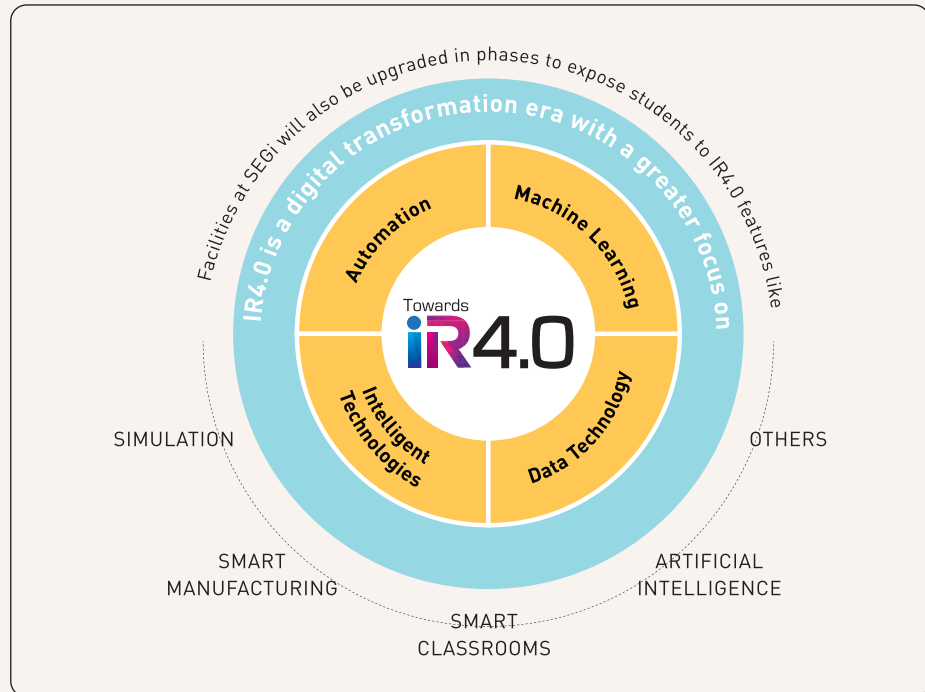 Facilities at SEGi will also be upgraded in phases to expose students to IR4.0 features like
IR4.0 is a digital transformation era with a greater focus on
Automation
Machine Learning
Towards
iR4.0
Intelligent
Technologies
Data Technology
SIMULATION
OTHERS
SMART
MANUFACTURING
ARTIFICIAL
INTELLIGENCE
SMART
CLASSROOMS